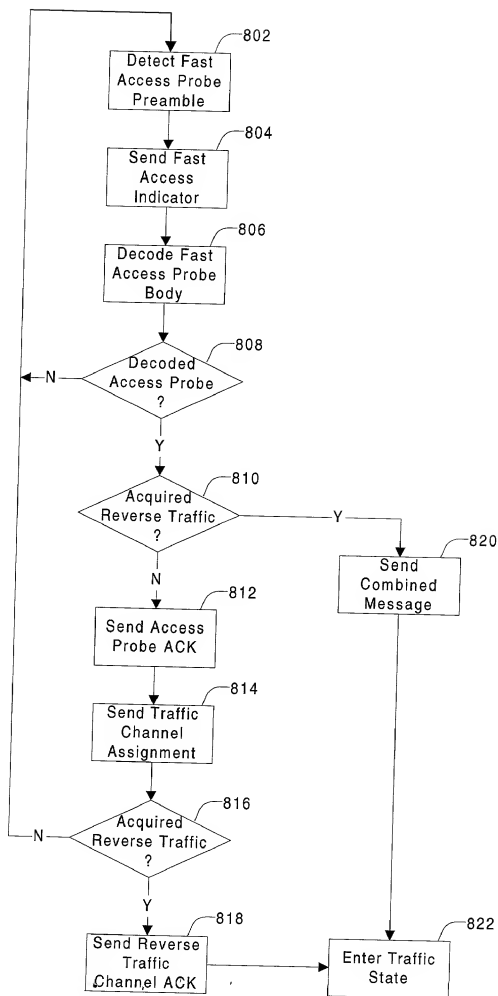 802
Detect Fast
Access Probe
Preamble
804
Send Fast
Access
Indicator
806
Decode Fast
Access Probe
Body
808
Decoded
Access Probe
?
N
Y
810
Acquired
Reverse Traffic
?
Y
N
820
Send
Combined
Message
812
Send Access
Probe ACK
814
Send Traffic
Channel
Assignment
816
Acquired
Reverse Traffic
?
N
Y
818
Send Reverse
Traffic
Channel ACK
822
Enter Traffic
State